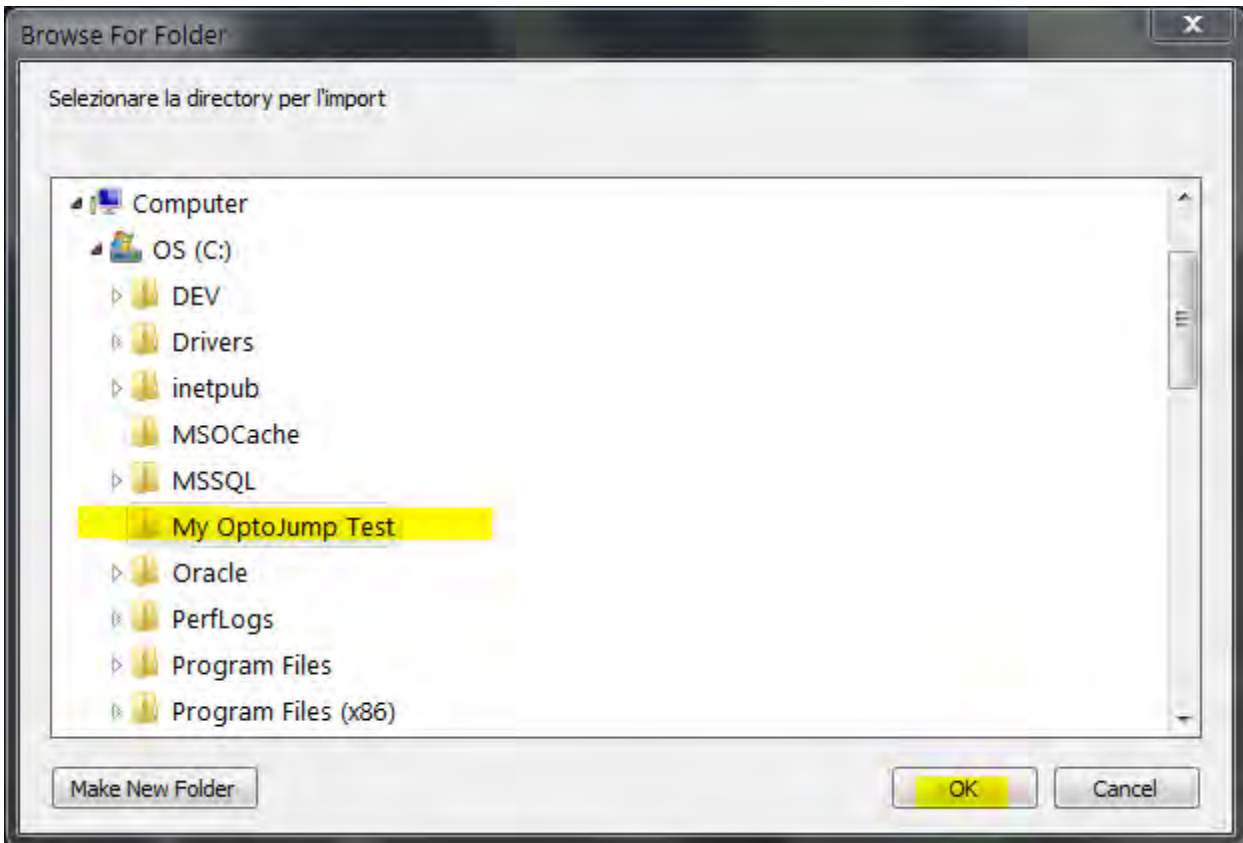 Browse For Folder
Selezionare la directory per l'import
Computer
OS (C:)
DEV
Drivers
inetpub
MSOCache
MSSQL
My OptoJump Test
Oracle
PerfLogs
Program Files
Program Files (x86)
Make New Folder
OK
Cancel